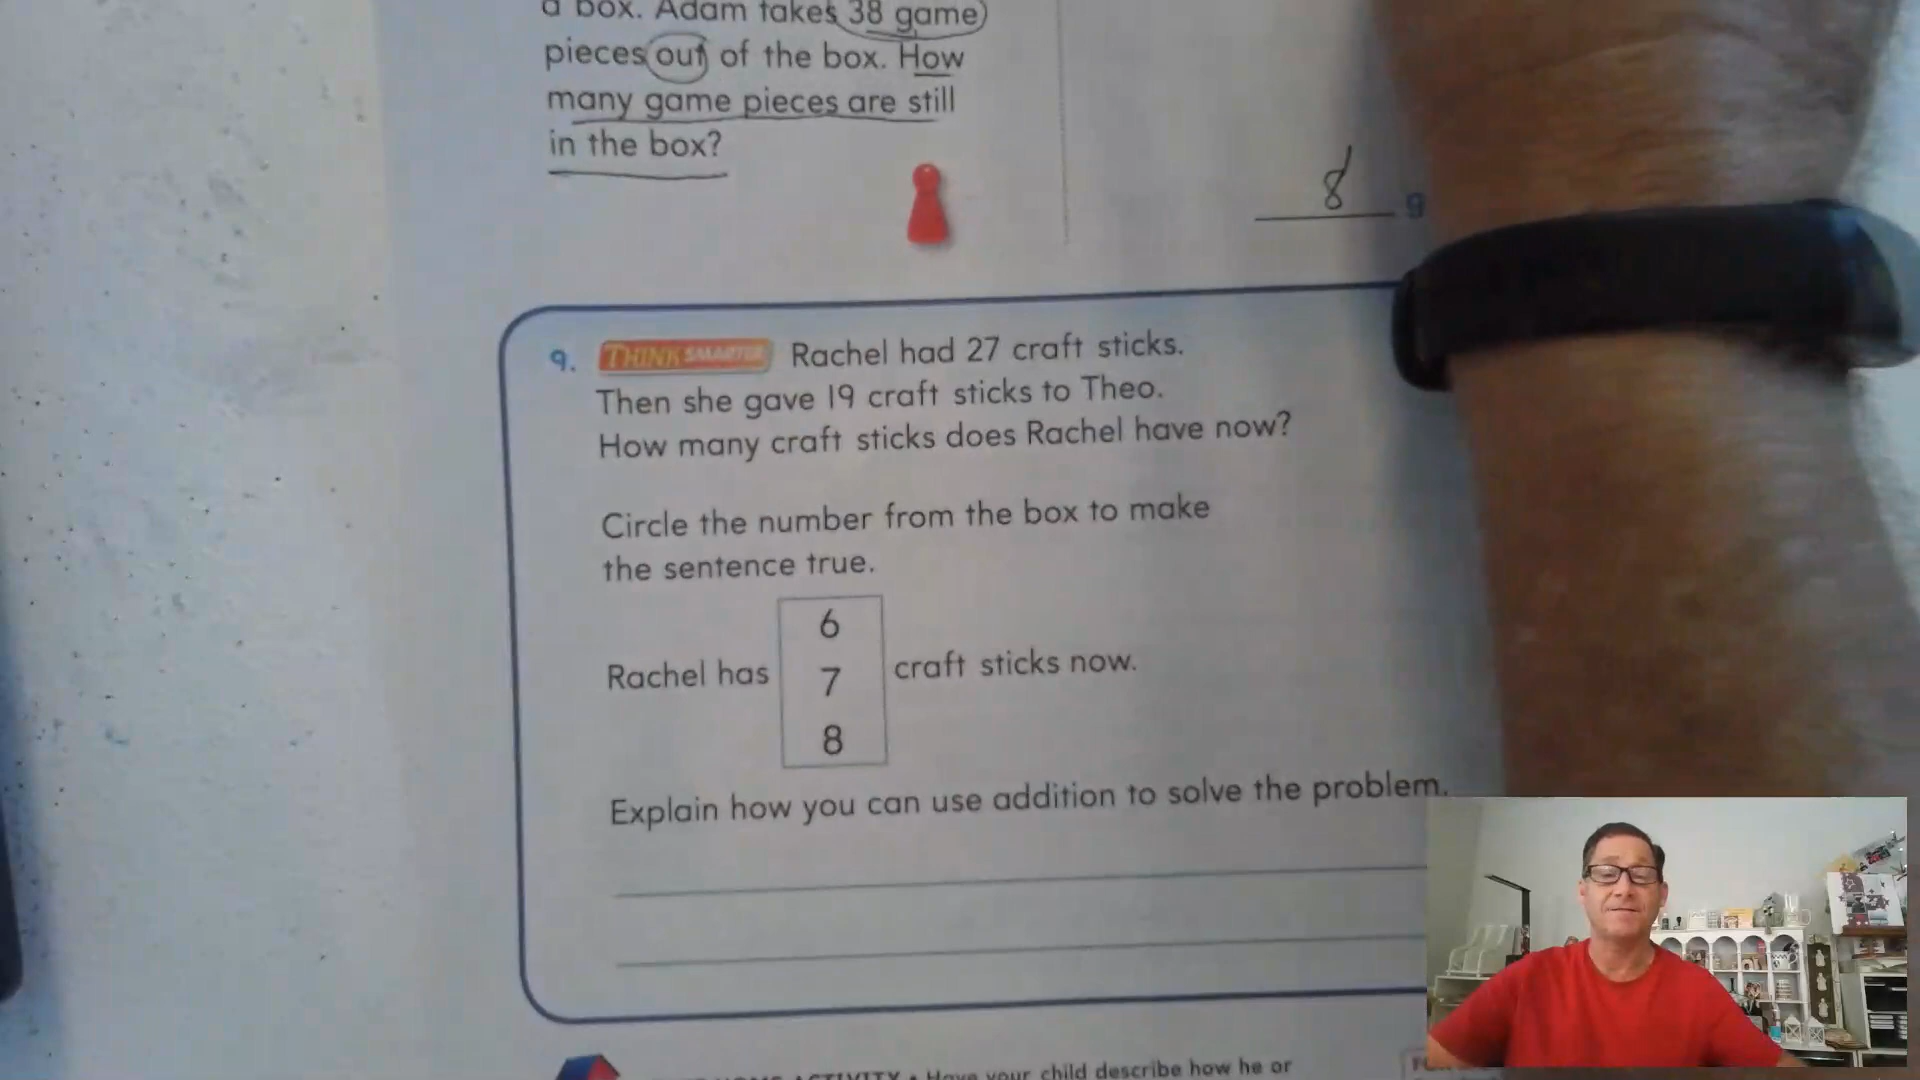 a box. Adam takes 38 game
pieces out of the box. How
many game pieces are still
in the box?
8 g
9. THINK SMARTER Rachel had 27 craft sticks.
Then she gave 19 craft sticks to Theo.
How many craft sticks does Rachel have now?
Circle the number from the box to make
the sentence true.
6
Rachel has 7 craft sticks now.
8
Explain how you can use addition to solve the problem.
ACTIVITY • Have your child describe how he or